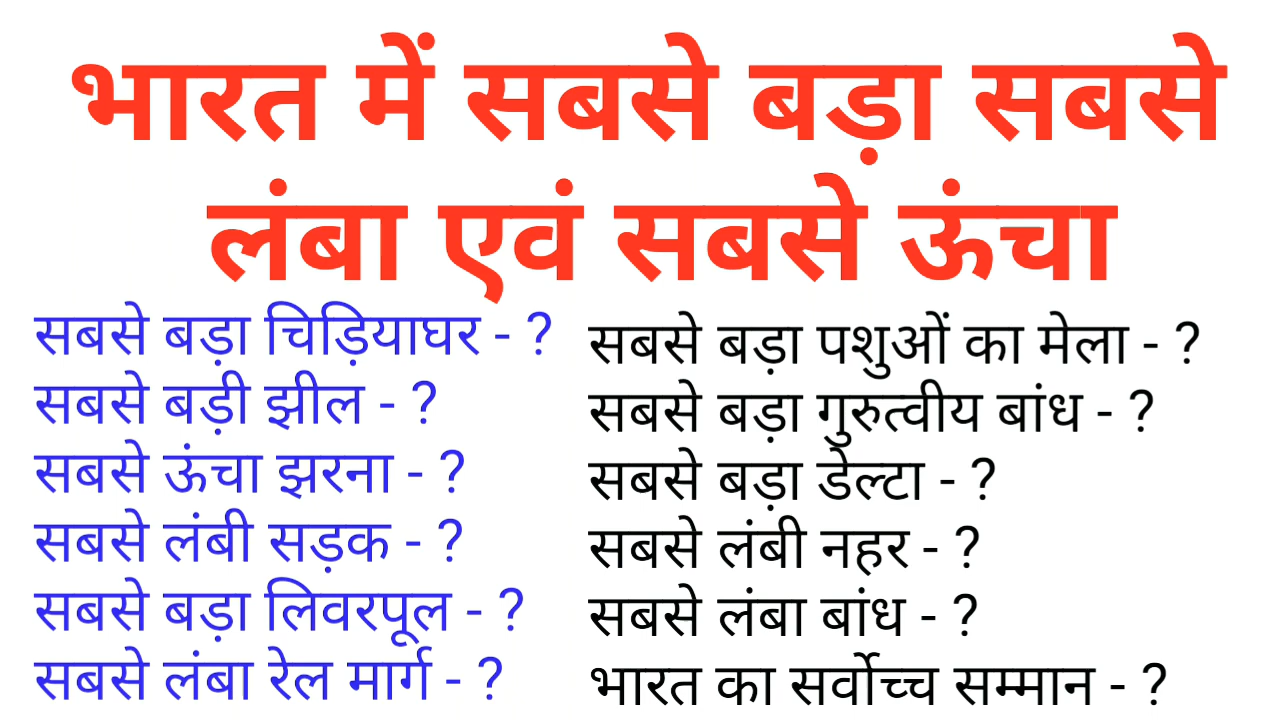 भारत में सबसे बड़ा सबसे
लंबा एवं सबसे ऊंचा
सबसे बड़ा चिड़ियाघर - ?
सबसे बड़ी झील - ?
सबसे ऊंचा झरना - ?
सबसे लंबी सड़क - ?
सबसे बड़ा लिवरपूल - ?
सबसे लंबा रेल मार्ग - ?
सबसे बड़ा पशुओं का मेला - ?
सबसे बड़ा गुरुत्वीय बांध - ?
सबसे बड़ा डेल्टा - ?
सबसे लंबी नहर - ?
सबसे लंबा बांध - ?
भारत का सर्वोच्च सम्मान - ?